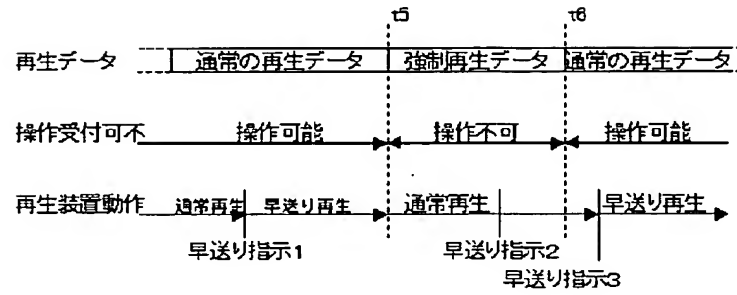 t5 t6
再生データ 通常の再生データ 強制再生データ 通常の再生データ
操作受付可不 操作可能 操作不可 操作可能
再生装置動作 通常再生 早送り再生 通常再生 早送り再生
早送り指示1 早送り指示2
早送り指示3